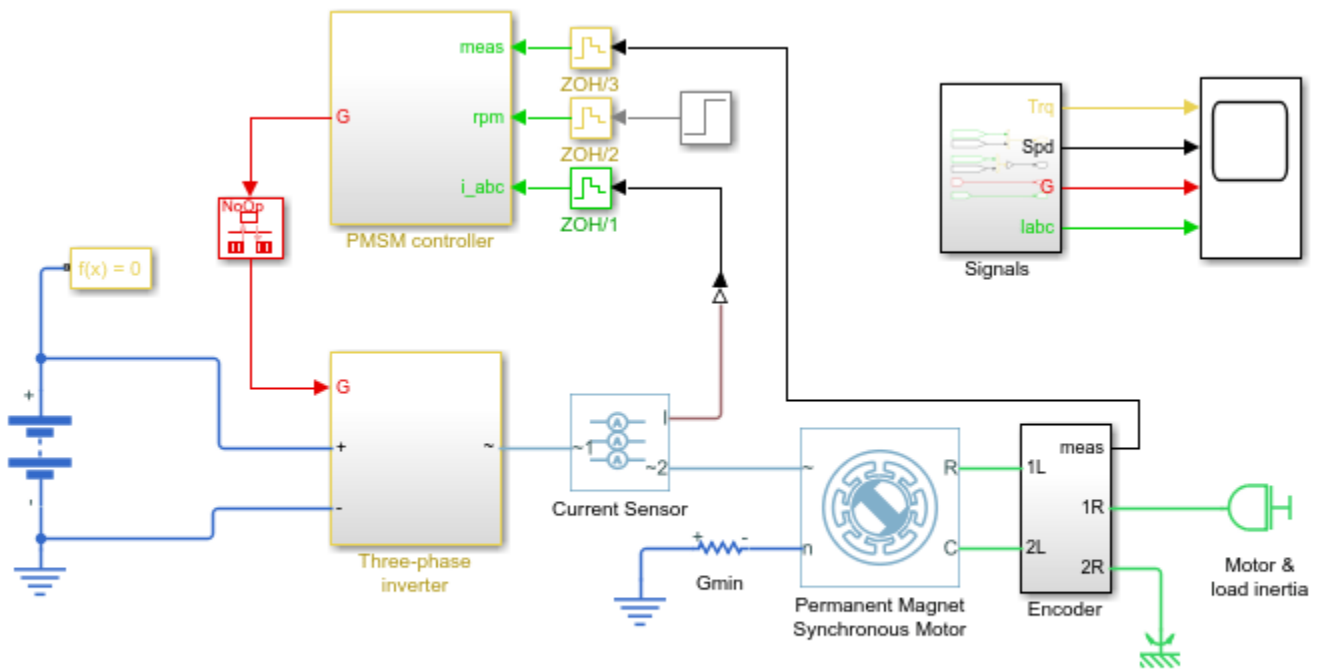 meas
ZOH/3
G
rpm
ZOH/2
i_abc
ZOH/1
PMSM controller
NoOp
f(x) = 0
Trq
Spd
G
Iabc
Signals
+
-
G
+
-
~
Three-phase
inverter
A
A
A
~1
I
~2
Current Sensor
+
-
Gmin
~
n
R
C
Permanent Magnet
Synchronous Motor
meas
1L
1R
2L
2R
Encoder
Motor &
load inertia